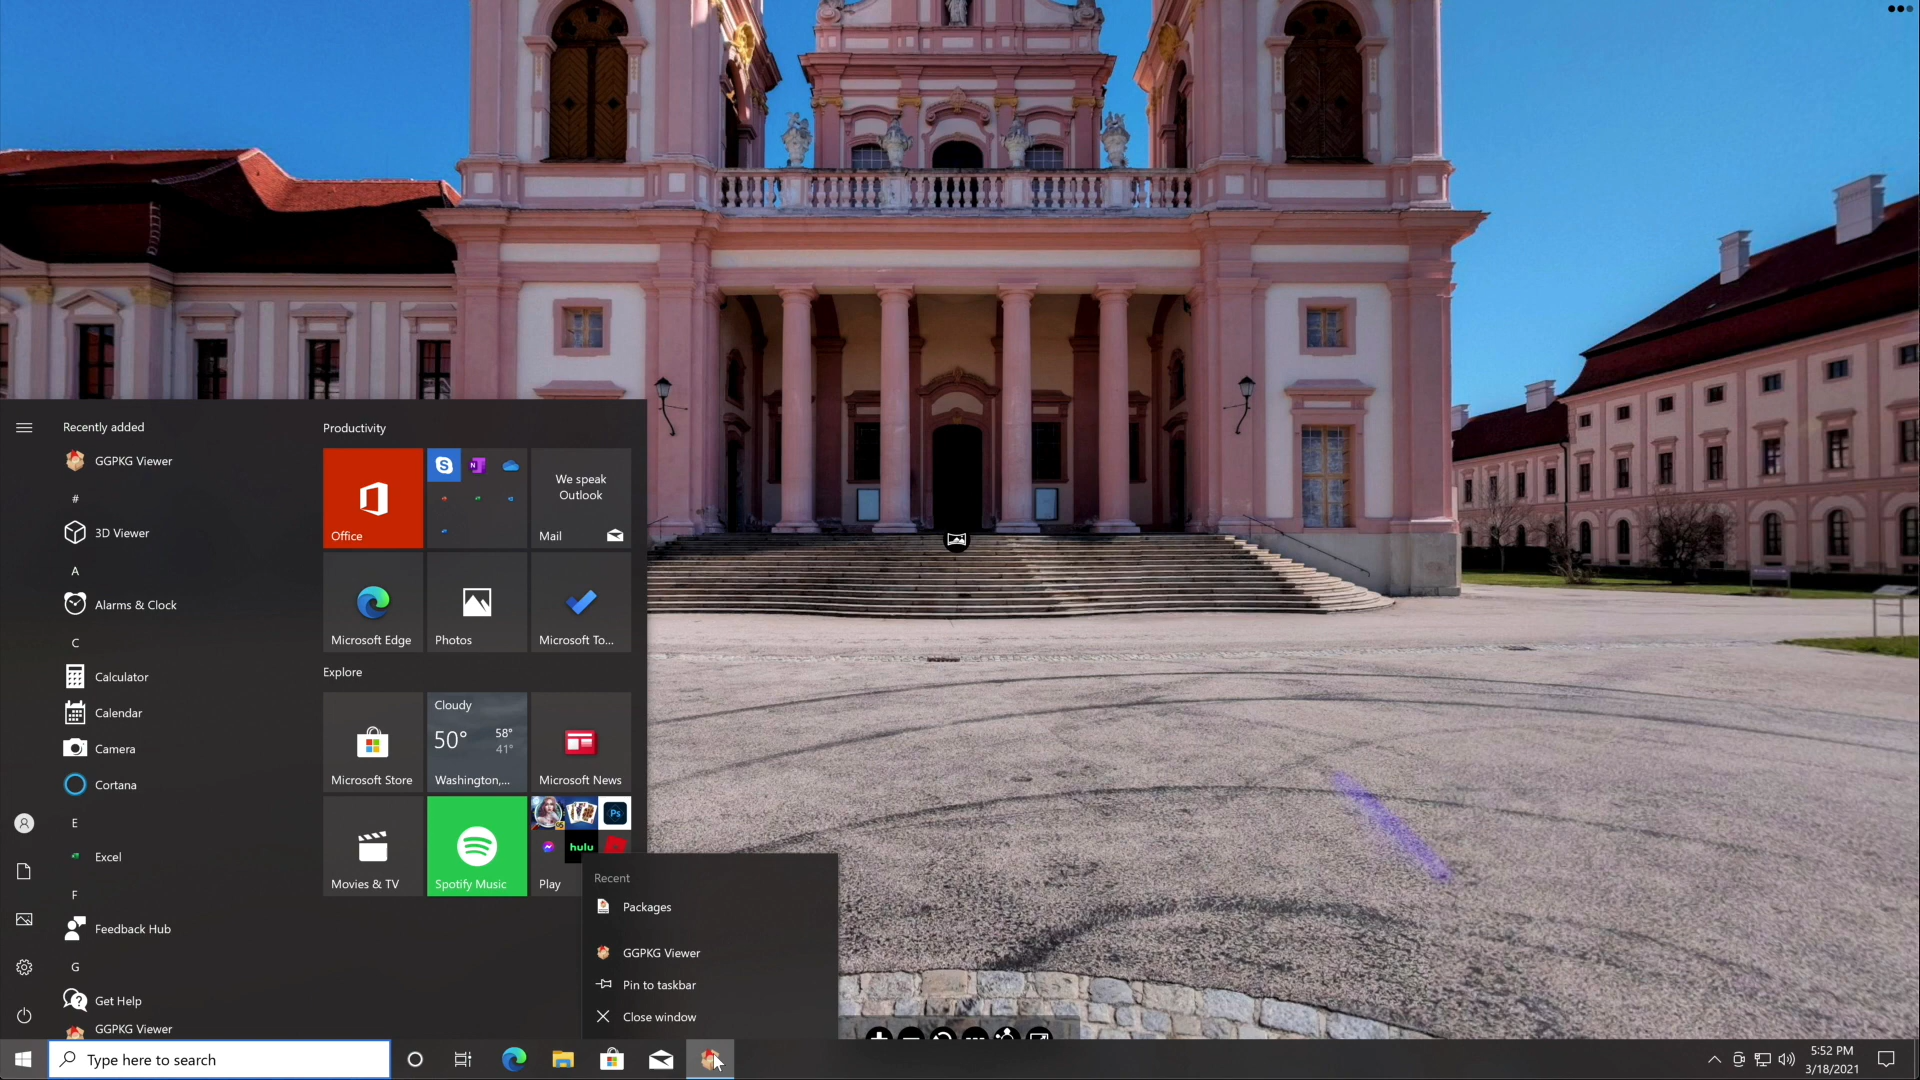 Recently added
GGPKG Viewer
#
3D Viewer
A
Alarms & Clock
C
Calculator
Calendar
Camera
Cortana
E
Excel
F
Feedback Hub
G
Get Help
GGPKG Viewer
Productivity
Office
We speak
Outlook
Mail
Microsoft Edge
Photos
Microsoft To...
Explore
Microsoft Store
Cloudy
50°
58°
41°
Washington,...
Microsoft News
Movies & TV
Spotify Music
Ps
hulu
Play
Recent
Packages
GGPKG Viewer
Pin to taskbar
Close window
Type here to search
5:52 PM
3/18/2021